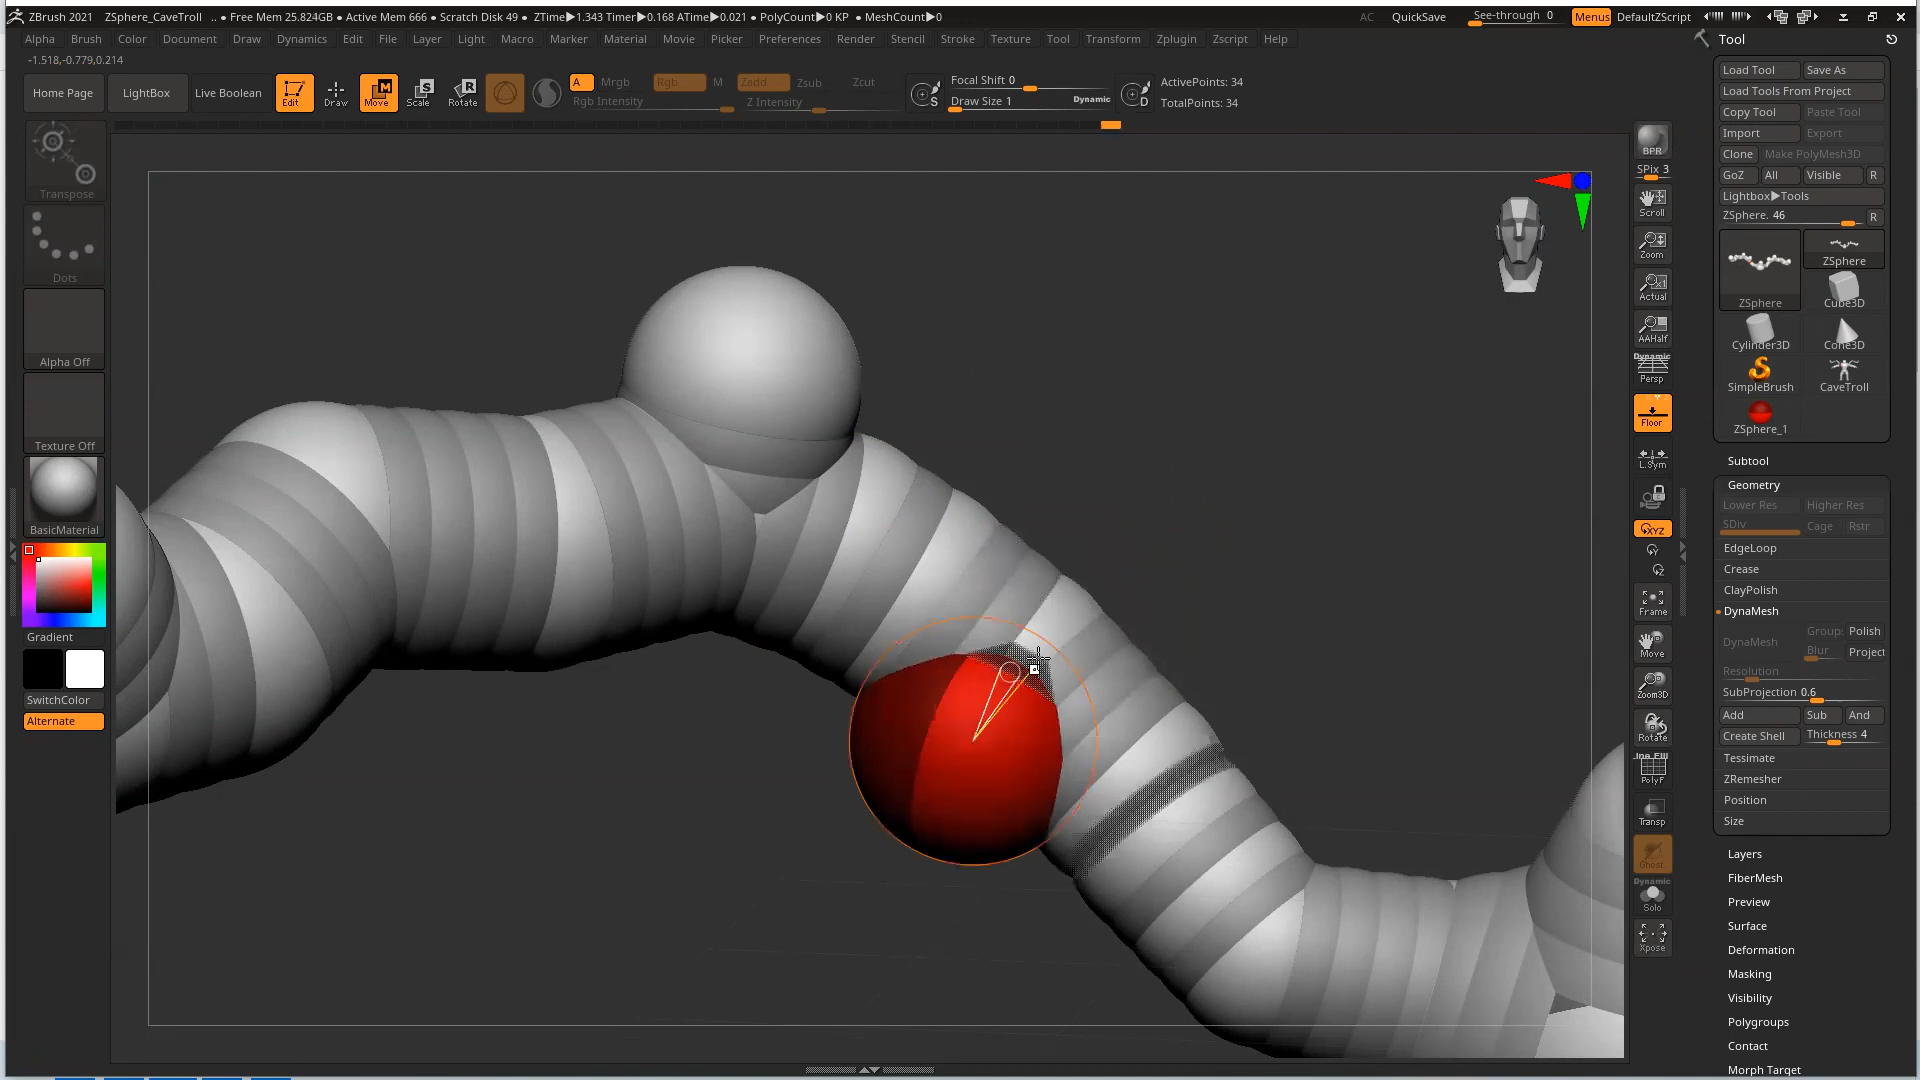 ZBrush 2021 ZSphere_CaveTroll .. ● Free Mem 25.824GB ● Active Mem 666 ● Scratch Disk 49 ● ZTime▶1.343 Timer▶0.168 ATime▶0.021 ● PolyCount▶0 KP ● MeshCount▶0 AC QuickSave See-through 0 Menus DefaultZScript
Alpha Brush Color Document Draw Dynamics Edit File Layer Light Macro Marker Material Movie Picker Preferences Render Stencil Stroke Texture Tool Transform Zplugin Zscript Help
-1.518,-0.779,0.214
Home Page LightBox Live Boolean Edit Draw Move Scale Rotate A Mrgb Rgb M Zadd Zsub Zcut Focal Shift 0 ActivePoints: 34
Rgb Intensity Z Intensity S Draw Size 1 Dynamic D TotalPoints: 34
Transpose
Dots
Alpha Off
Texture Off
BasicMaterial
Gradient
SwitchColor
Alternate
BPR
SPix 3
Scroll
Zoom
Actual
AAHalf
Dynamic
Persp
Floor
L.Sym
XYZ
Y
Z
Frame
Move
Zoom3D
Rotate
Line Fill
PolyF
Transp
Ghost
Dynamic
Solo
Xpose
Tool
Load Tool Save As
Load Tools From Project
Copy Tool Paste Tool
Import Export
Clone Make PolyMesh3D
GoZ All Visible R
Lightbox▶Tools
ZSphere. 46 R
ZSphere
ZSphere Cube3D
Cylinder3D Cone3D
SimpleBrush CaveTroll
ZSphere_1
Subtool
Geometry
Lower Res Higher Res
SDiv Cage Rstr
EdgeLoop
Crease
ClayPolish
DynaMesh
DynaMesh Group: Polish
Blur Project
Resolution
SubProjection 0.6
Add Sub And
Create Shell Thickness 4
Tessimate
ZRemesher
Position
Size
Layers
FiberMesh
Preview
Surface
Deformation
Masking
Visibility
Polygroups
Contact
Morph Target